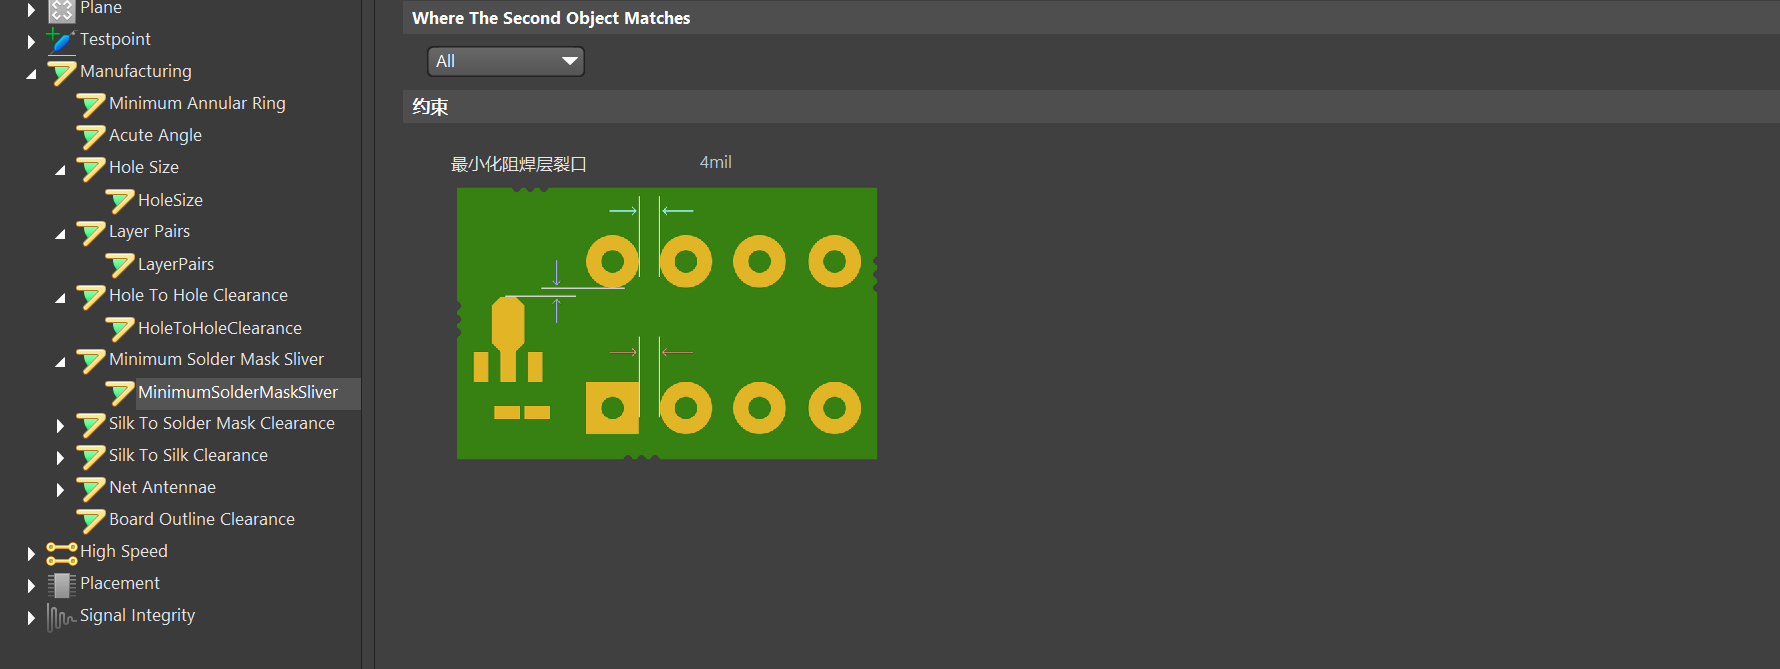 Plane
Testpoint
Manufacturing
Minimum Annular Ring
Acute Angle
Hole Size
HoleSize
Layer Pairs
LayerPairs
Hole To Hole Clearance
HoleToHoleClearance
Minimum Solder Mask Sliver
MinimumSolderMaskSliver
Silk To Solder Mask Clearance
Silk To Silk Clearance
Net Antennae
Board Outline Clearance
High Speed
Placement
Signal Integrity
Where The Second Object Matches
All
约束
最小化阻焊层裂口 4mil